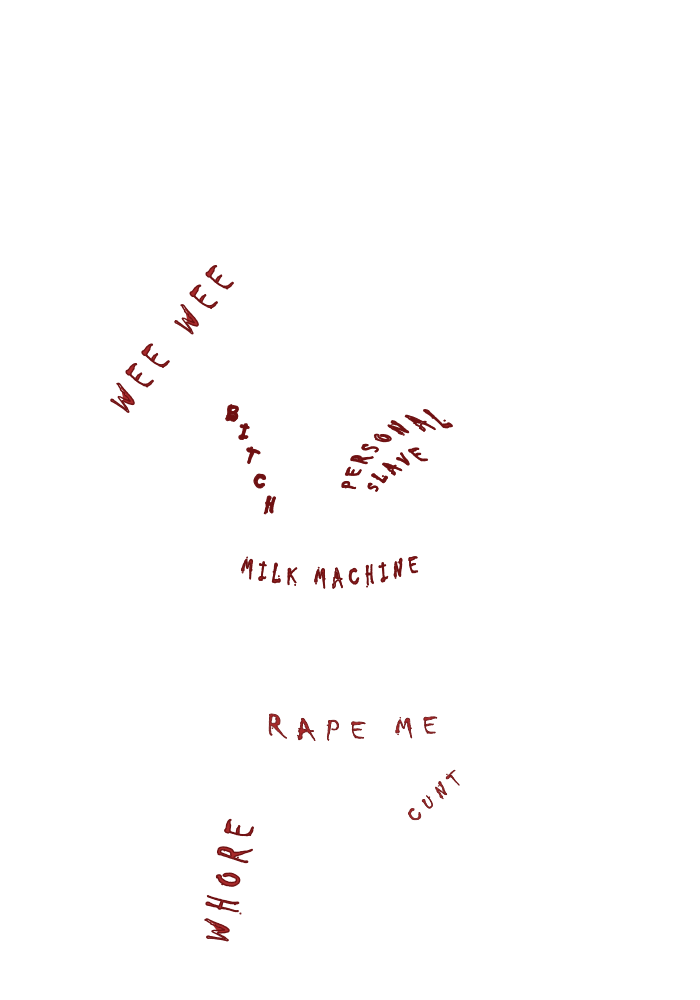 WEE WEE
BITCH
PERSONAL
SLAVE
MILK MACHINE
RAPE ME
CUNT
WHORE